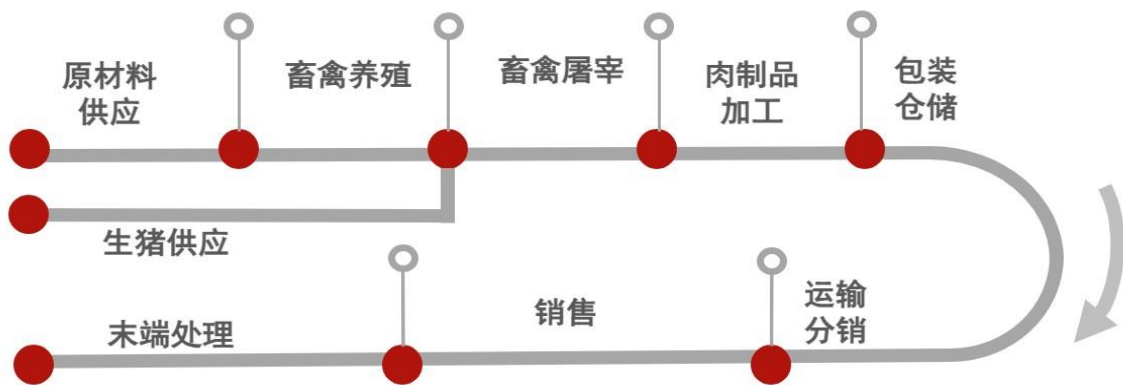 原材料
供应
畜禽养殖
畜禽屠宰
肉制品
加工
包装
仓储
生猪供应
运输
分销
销售
末端处理